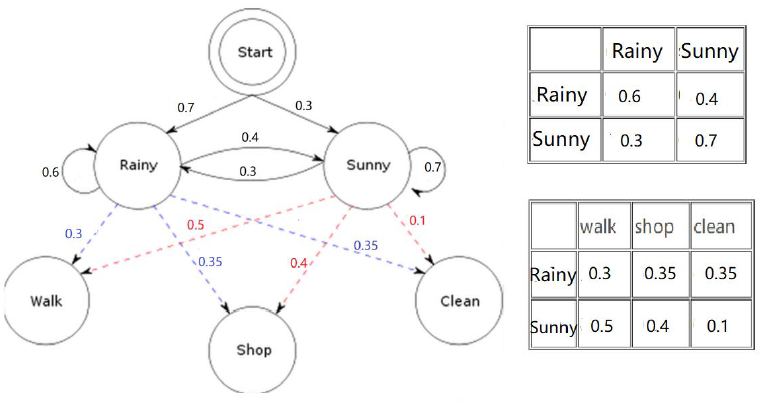 Start
0.7
0.3
0.4
Rainy
Sunny
0.6
0.3
0.7
0.3
0.5
0.1
0.35
0.4
0.35
Walk
Shop
Clean
Rainy Sunny
Rainy 0.6 0.4
Sunny 0.3 0.7
walk shop clean
Rainy 0.3 0.35 0.35
Sunny 0.5 0.4 0.1